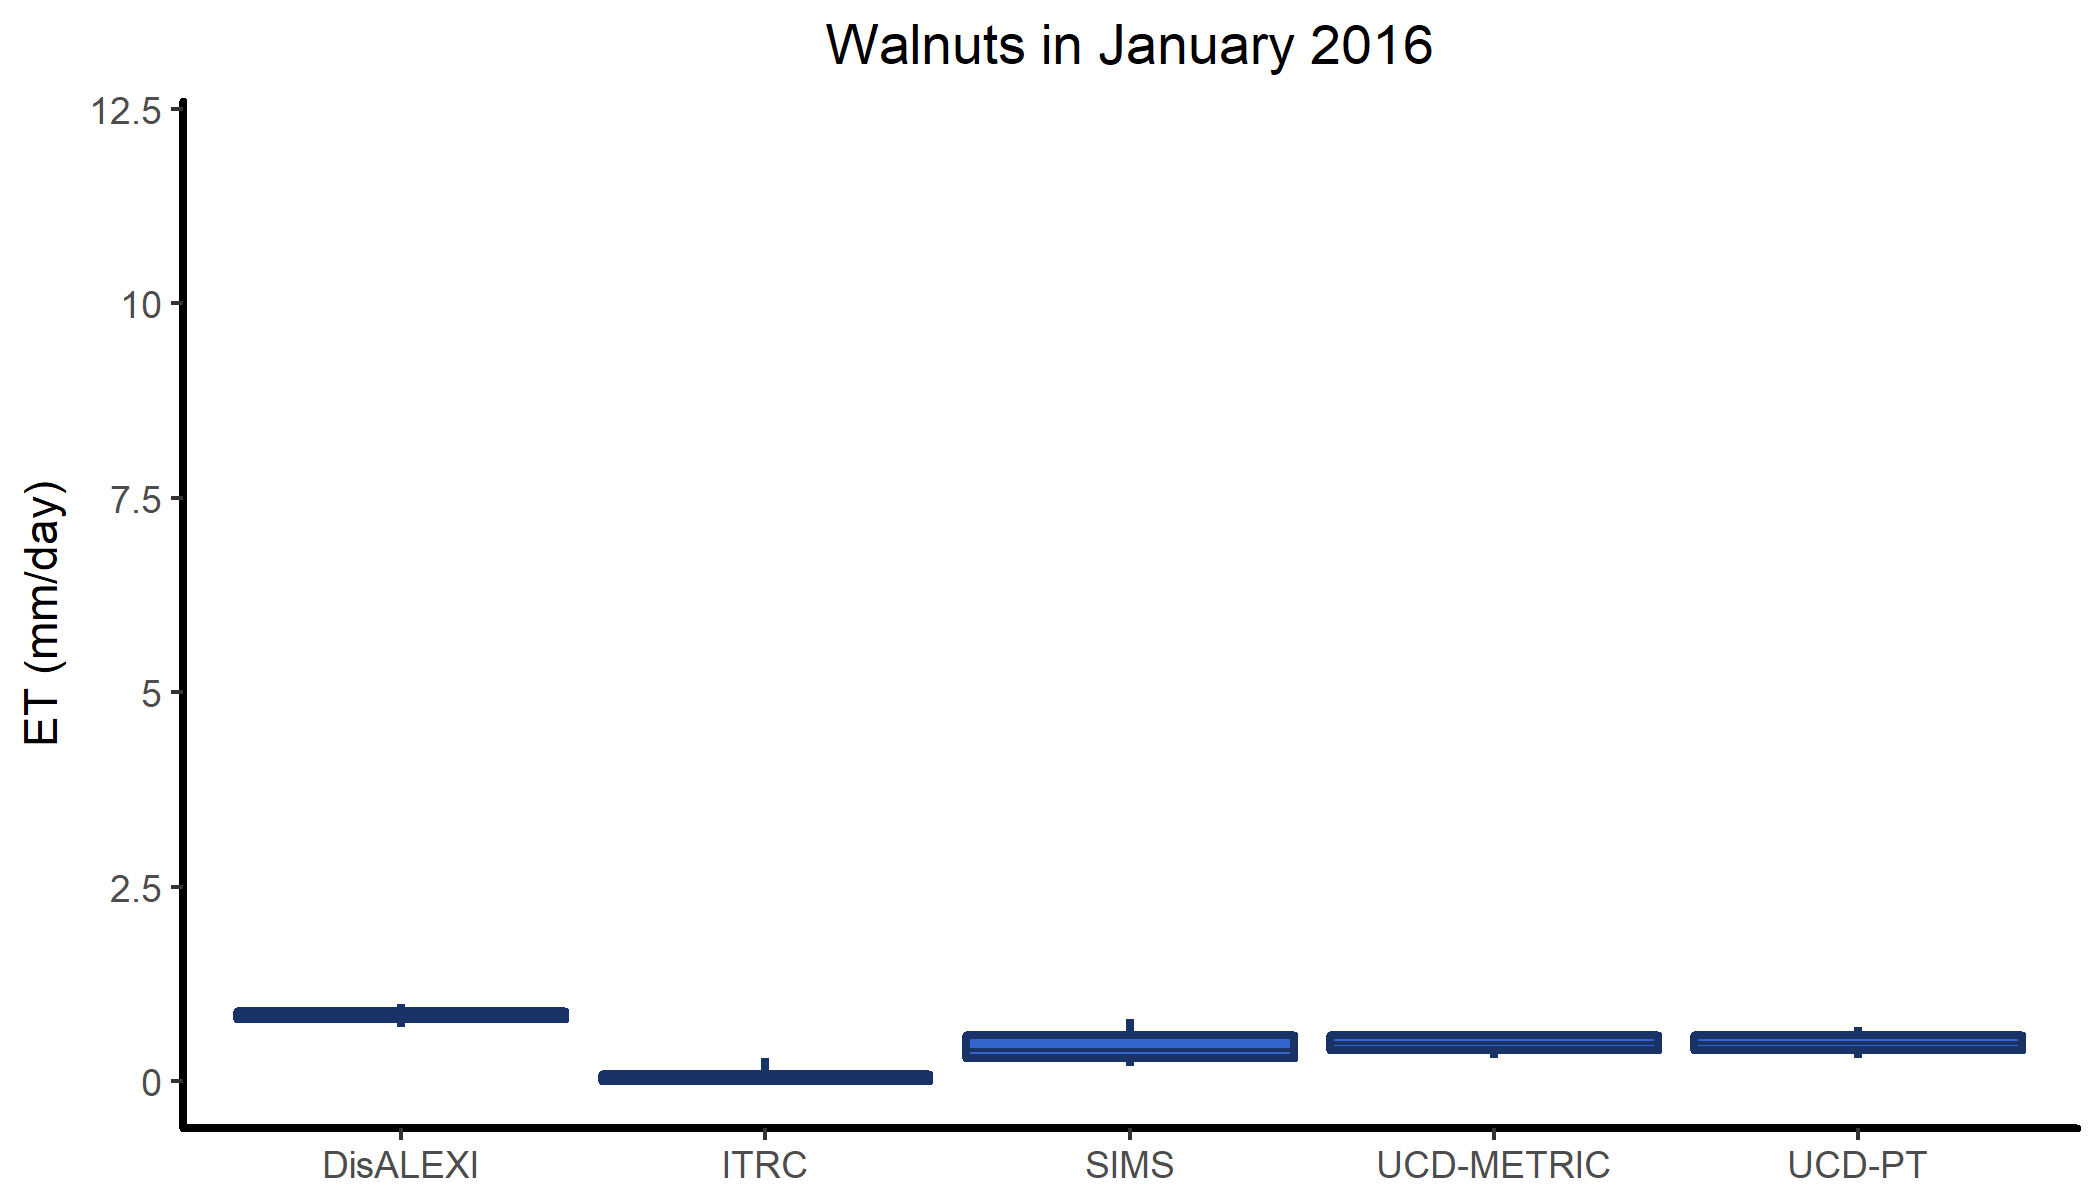 Walnuts in January 2016
12.5
10
7.5
5
2.5
0
ET (mm/day)
DisALEXI ITRC SIMS UCD-METRIC UCD-PT